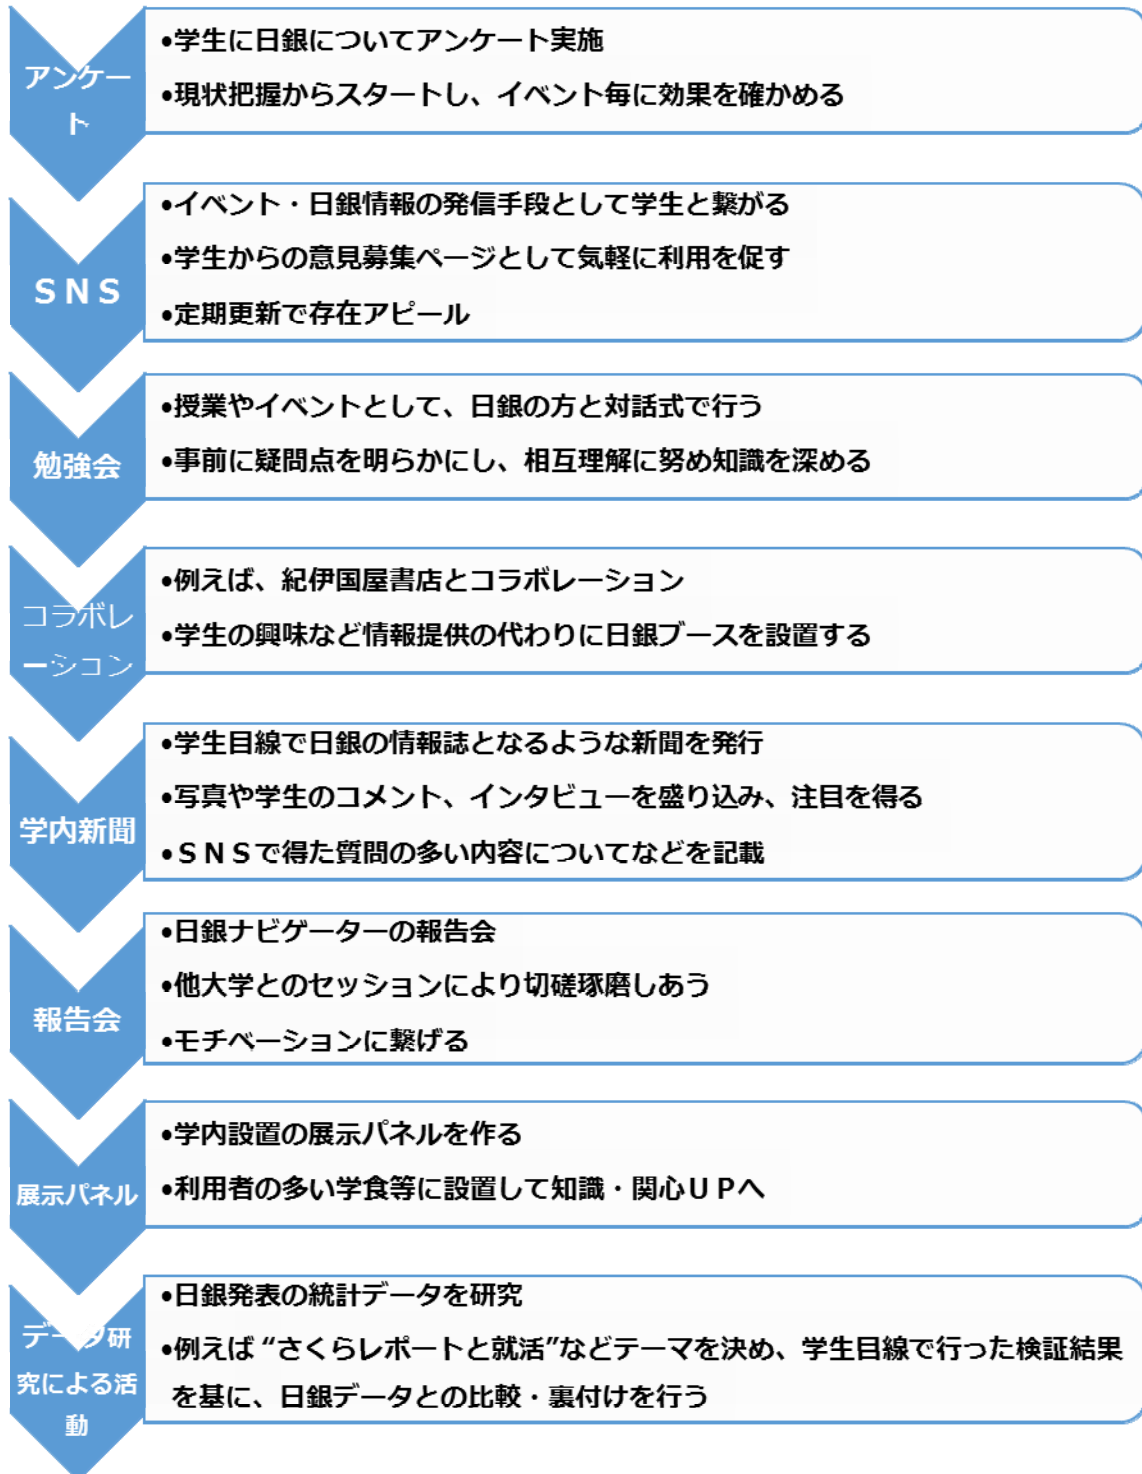 アンケー
ト
•学生に日銀についてアンケート実施
•現状把握からスタートし、イベント毎に効果を確かめる
ＳＮＳ
•イベント・日銀情報の発信手段として学生と繋がる
•学生からの意見募集ページとして気軽に利用を促す
•定期更新で存在アピール
勉強会
•授業やイベントとして、日銀の方と対話式で行う
•事前に疑問点を明らかにし、相互理解に努め知識を深める
コラボレ
ーション
•例えば、紀伊国屋書店とコラボレーション
•学生の興味など情報提供の代わりに日銀ブースを設置する
学内新聞
•学生目線で日銀の情報誌となるような新聞を発行
•写真や学生のコメント、インタビューを盛り込み、注目を得る
•ＳＮＳで得た質問の多い内容についてなどを記載
報告会
•日銀ナビゲーターの報告会
•他大学とのセッションにより切磋琢磨しあう
•モチベーションに繋げる
展示パネル
•学内設置の展示パネルを作る
•利用者の多い学食等に設置して知識・関心ＵＰへ
データ研
究による活
動
•日銀発表の統計データを研究
•例えば“さくらレポートと就活”などテーマを決め、学生目線で行った検証結果
を基に、日銀データとの比較・裏付けを行う